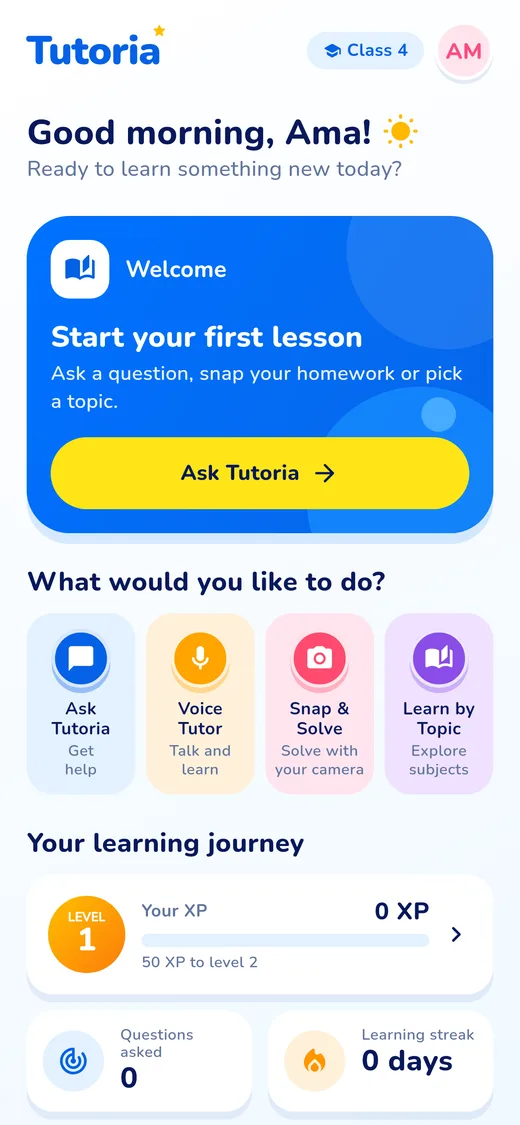 Tutoria
Class 4
AM
Good morning, Ama!
Ready to learn something new today?
Welcome
Start your first lesson
Ask a question, snap your homework or pick
a topic.
Ask Tutoria
What would you like to do?
Ask
Tutoria
Get
help
Voice
Tutor
Talk and
learn
Snap &
Solve
Solve with
your camera
Learn by
Topic
Explore
subjects
Your learning journey
LEVEL
1
Your XP
0 XP
50 XP to level 2
Questions
asked
0
Learning streak
0 days